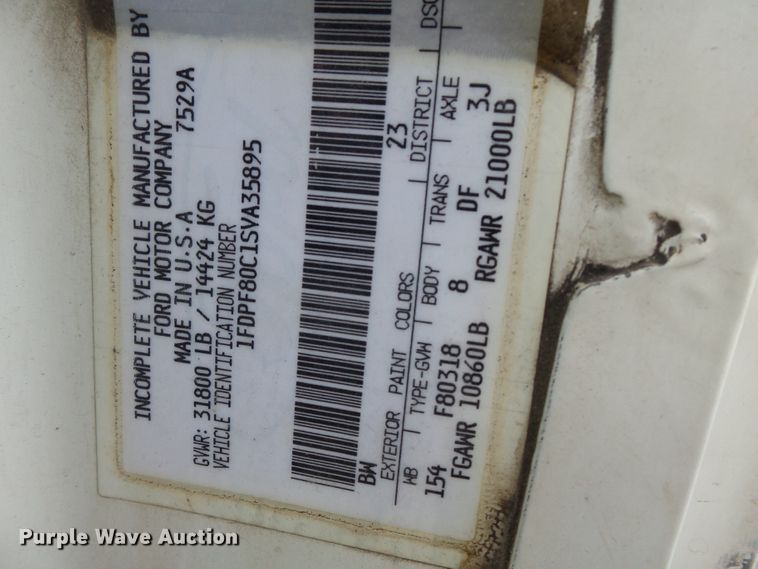 INCOMPLETE VEHICLE MANUFACTURED BY
FORD MOTOR COMPANY 7529A
MADE IN U.S.A
GVWR: 31800 LB / 14424 KG
VEHICLE IDENTIFICATION NUMBER
1FDPF80C1SVA35895
BW 23
EXTERIOR PAINT COLORS DISTRICT DSO
WB TYPE-GVW BODY TRANS AXLE
154 F80318 8 DF 3J
FGAWR 10860LB RGAWR 21000LB
Purple Wave Auction